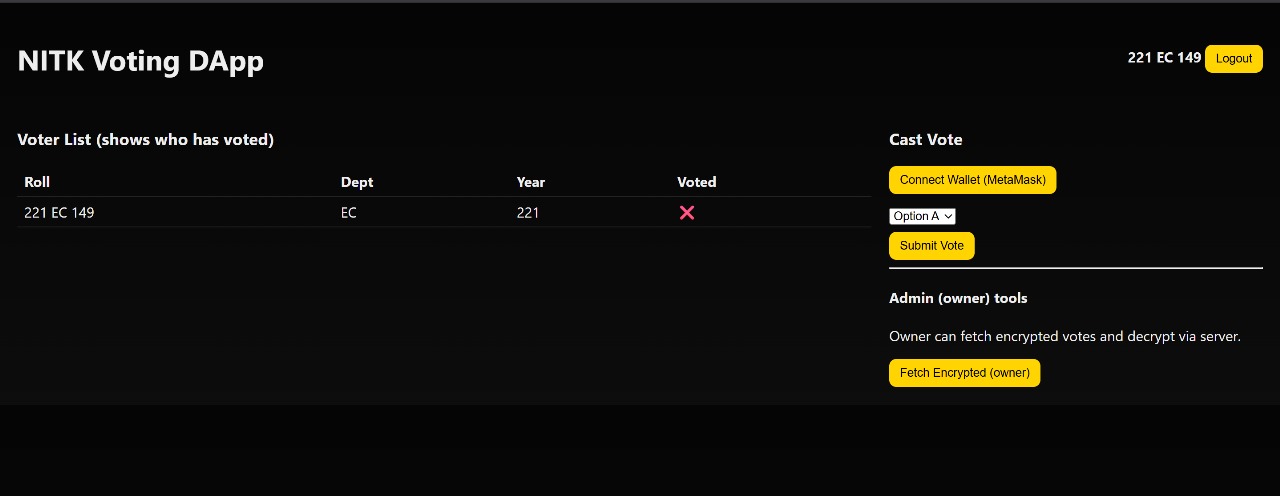 NITK Voting DApp
221 EC 149 Logout
Voter List (shows who has voted)
Roll Dept Year Voted
221 EC 149 EC 221 ❌
Cast Vote
Connect Wallet (MetaMask)
Option A
Submit Vote
Admin (owner) tools
Owner can fetch encrypted votes and decrypt via server.
Fetch Encrypted (owner)